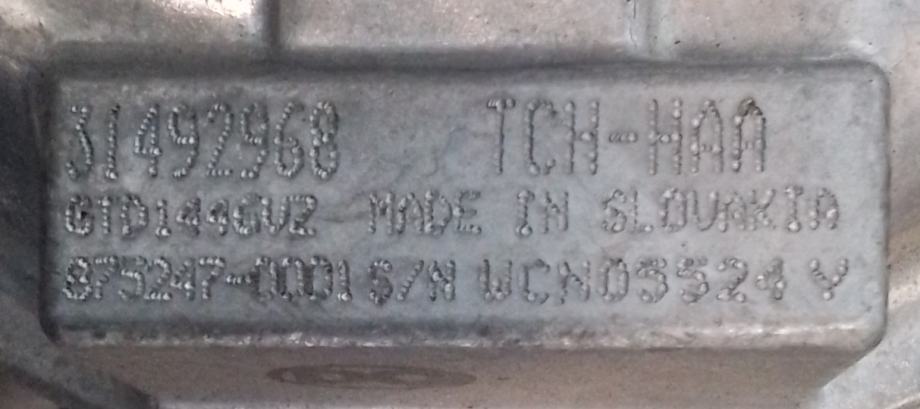 31492968 TCH-HAA
GTD1446VZ MADE IN SLOVAKIA
875247-0001 S/N WCN05524 Y